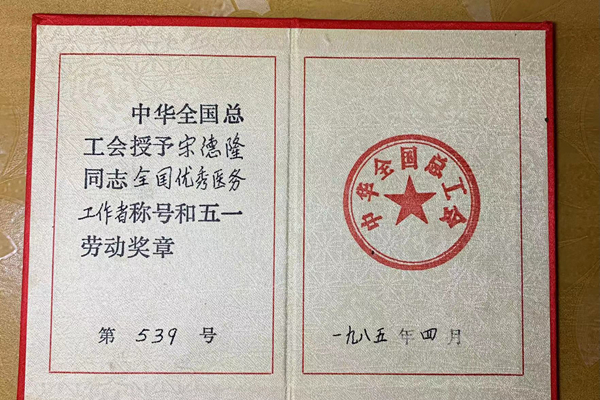 中华全国总
工会授予宋德隆
同志全国优秀医务
工作者称号和五一
劳动奖章
第 539 号
中华全国总工会
一九八五年四月